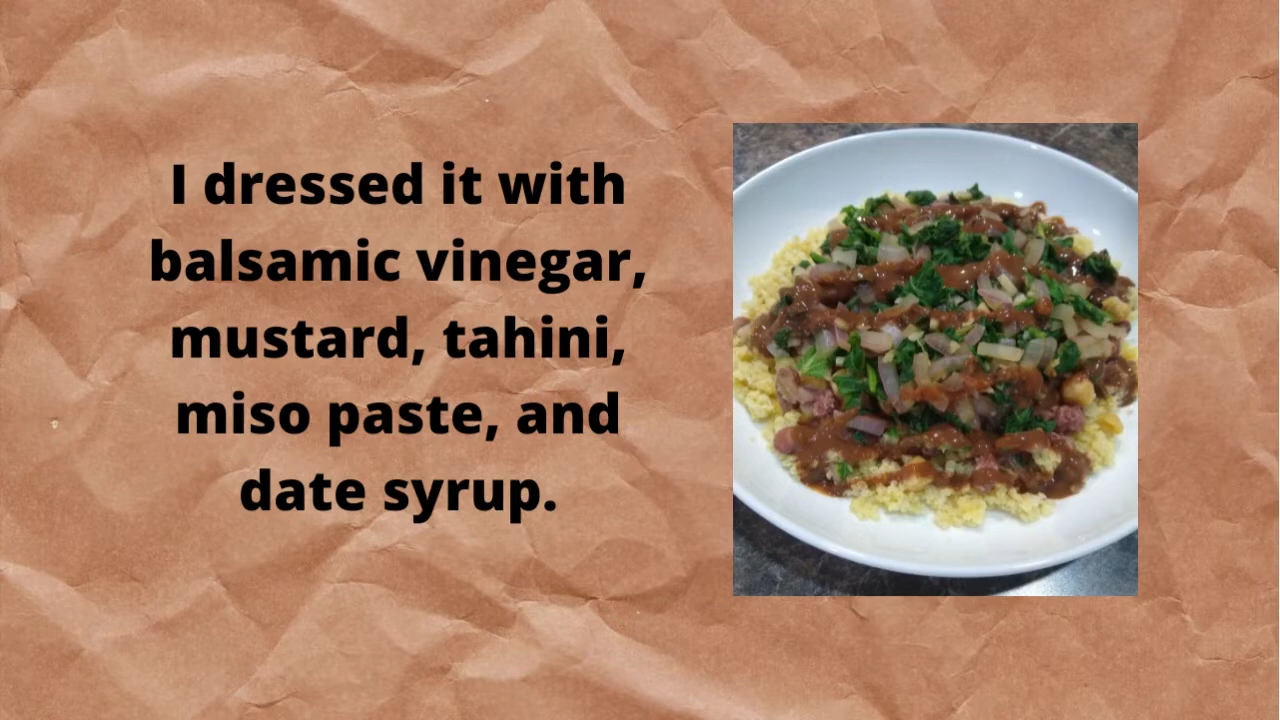 I dressed it with
balsamic vinegar,
mustard, tahini,
miso paste, and
date syrup.